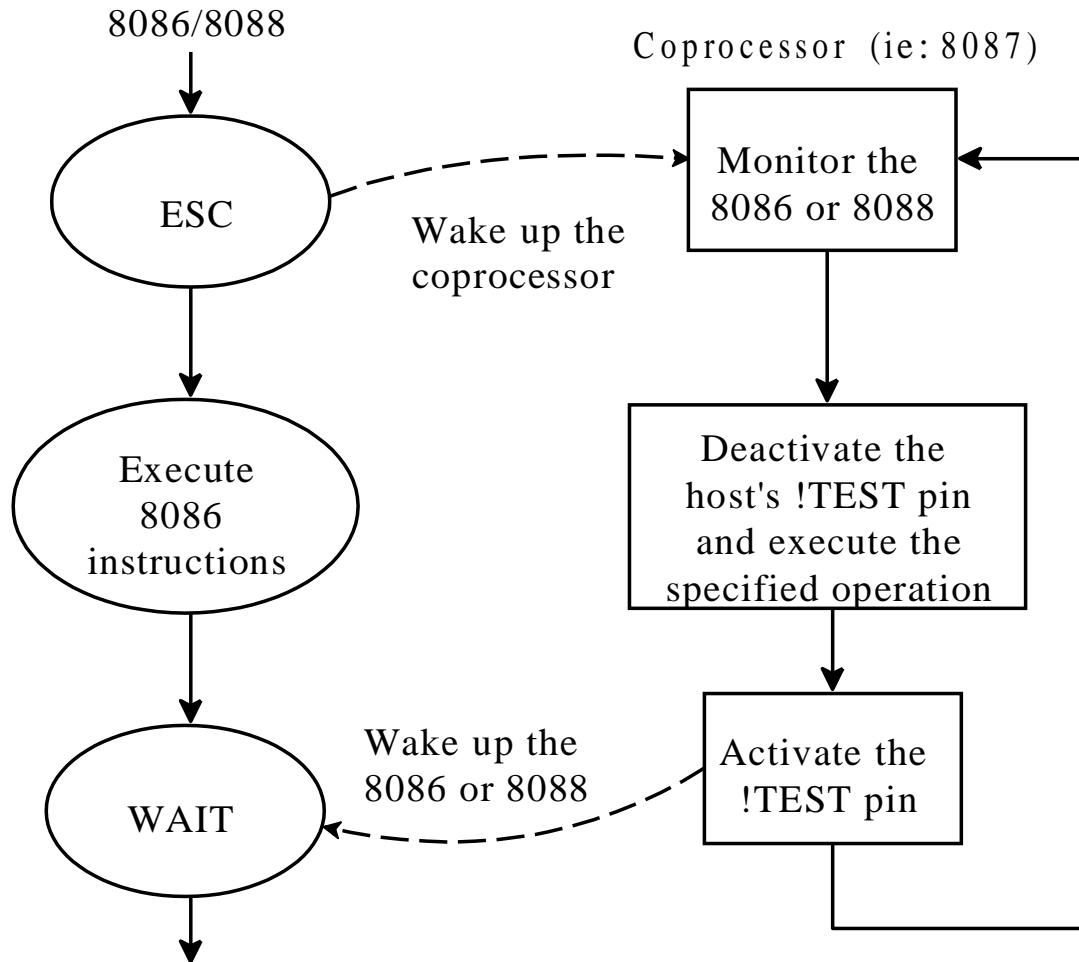 8086/8088
Coprocessor (ie: 8087)
ESC
Wake up the
coprocessor
Monitor the
8086 or 8088
Execute
8086
instructions
Deactivate the
host's !TEST pin
and execute the
specified operation
WAIT
Wake up the
8086 or 8088
Activate the
!TEST pin